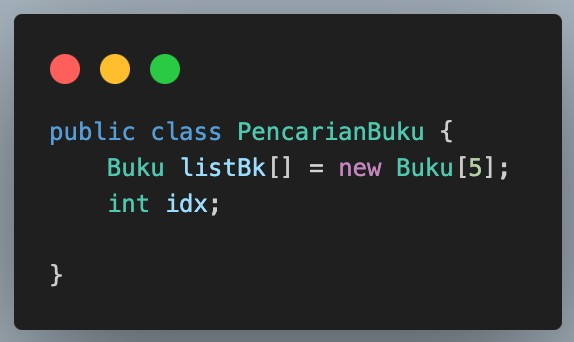 public class PencarianBuku {
    Buku listBk[] = new Buku[5];
    int idx;

}